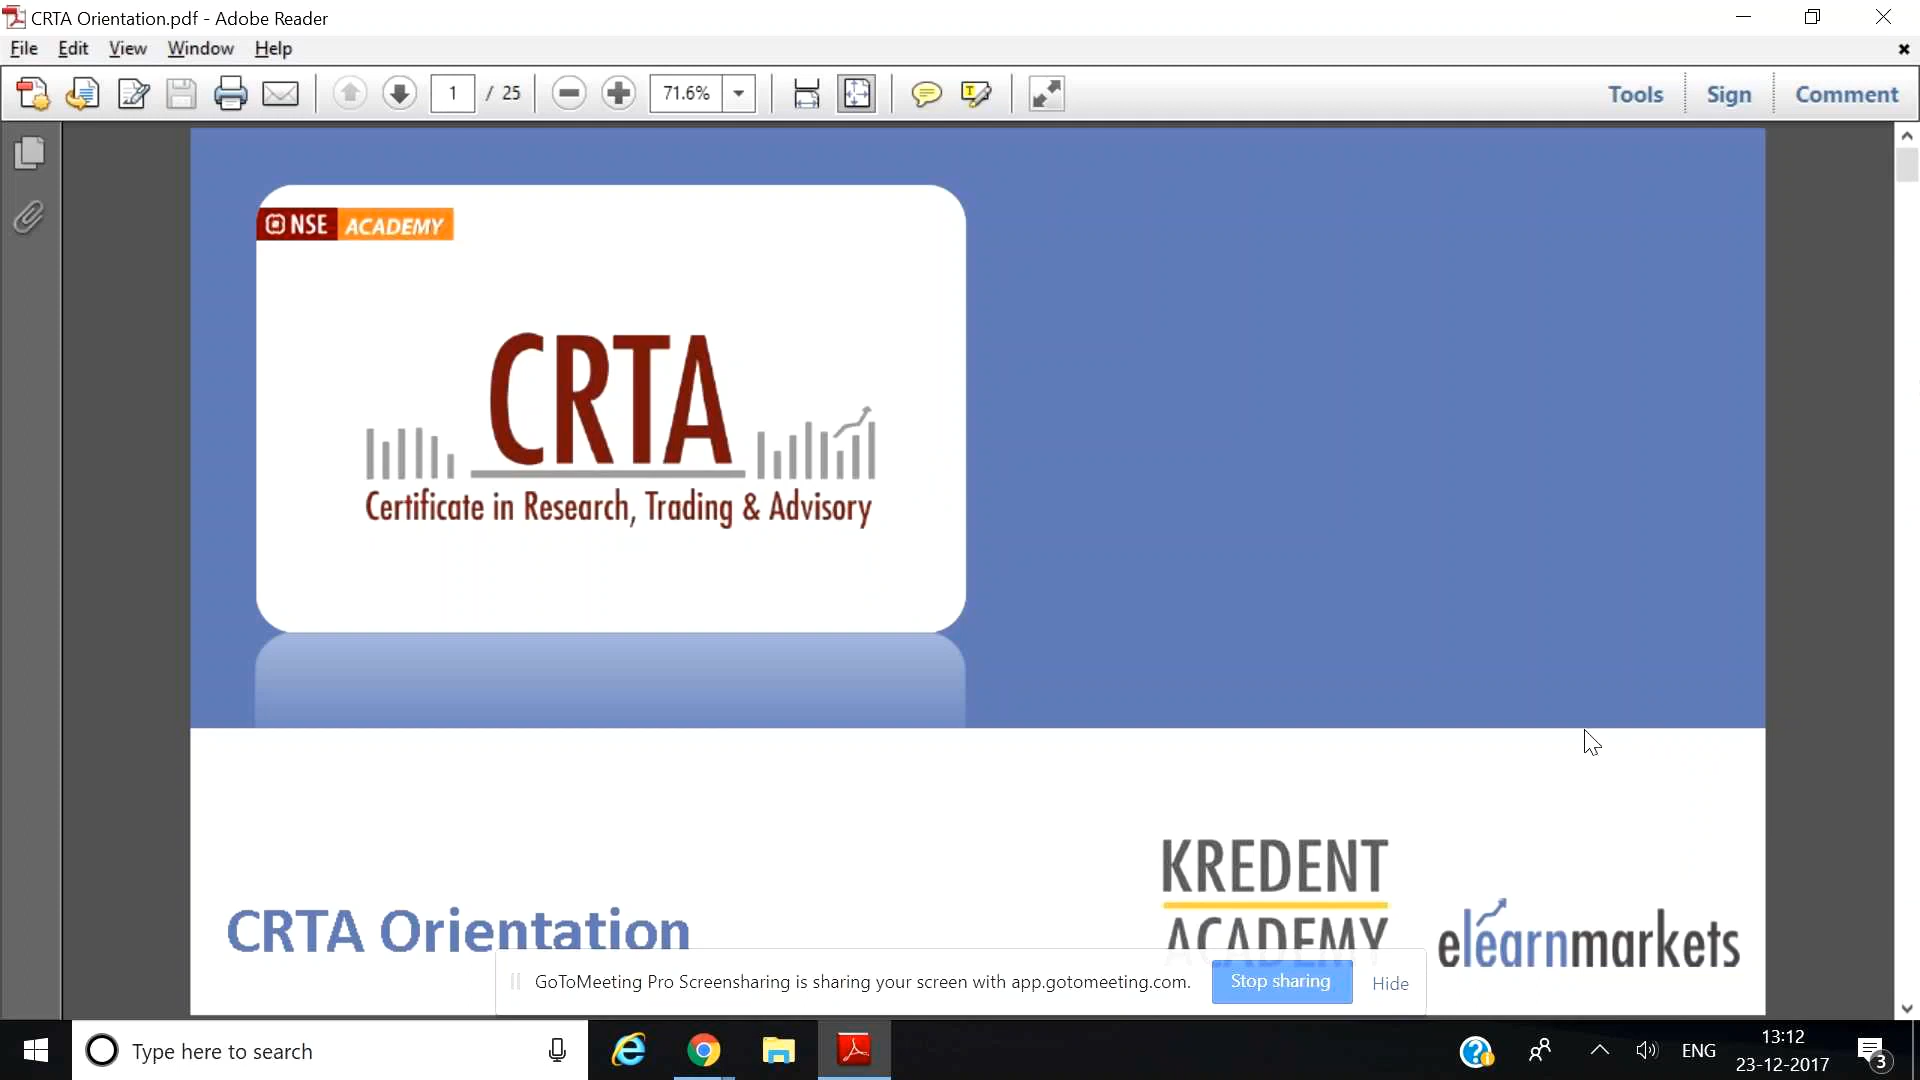 CRTA Orientation.pdf - Adobe Reader
File Edit View Window Help
1 / 25 71.6% Tools Sign Comment
NSE ACADEMY
CRTA
Certificate in Research, Trading & Advisory
KREDENT
ACADEMY
CRTA Orientation
elearnmarkets
GoToMeeting Pro Screensharing is sharing your screen with app.gotomeeting.com. Stop sharing Hide
Type here to search
ENG
13:12
23-12-2017
3